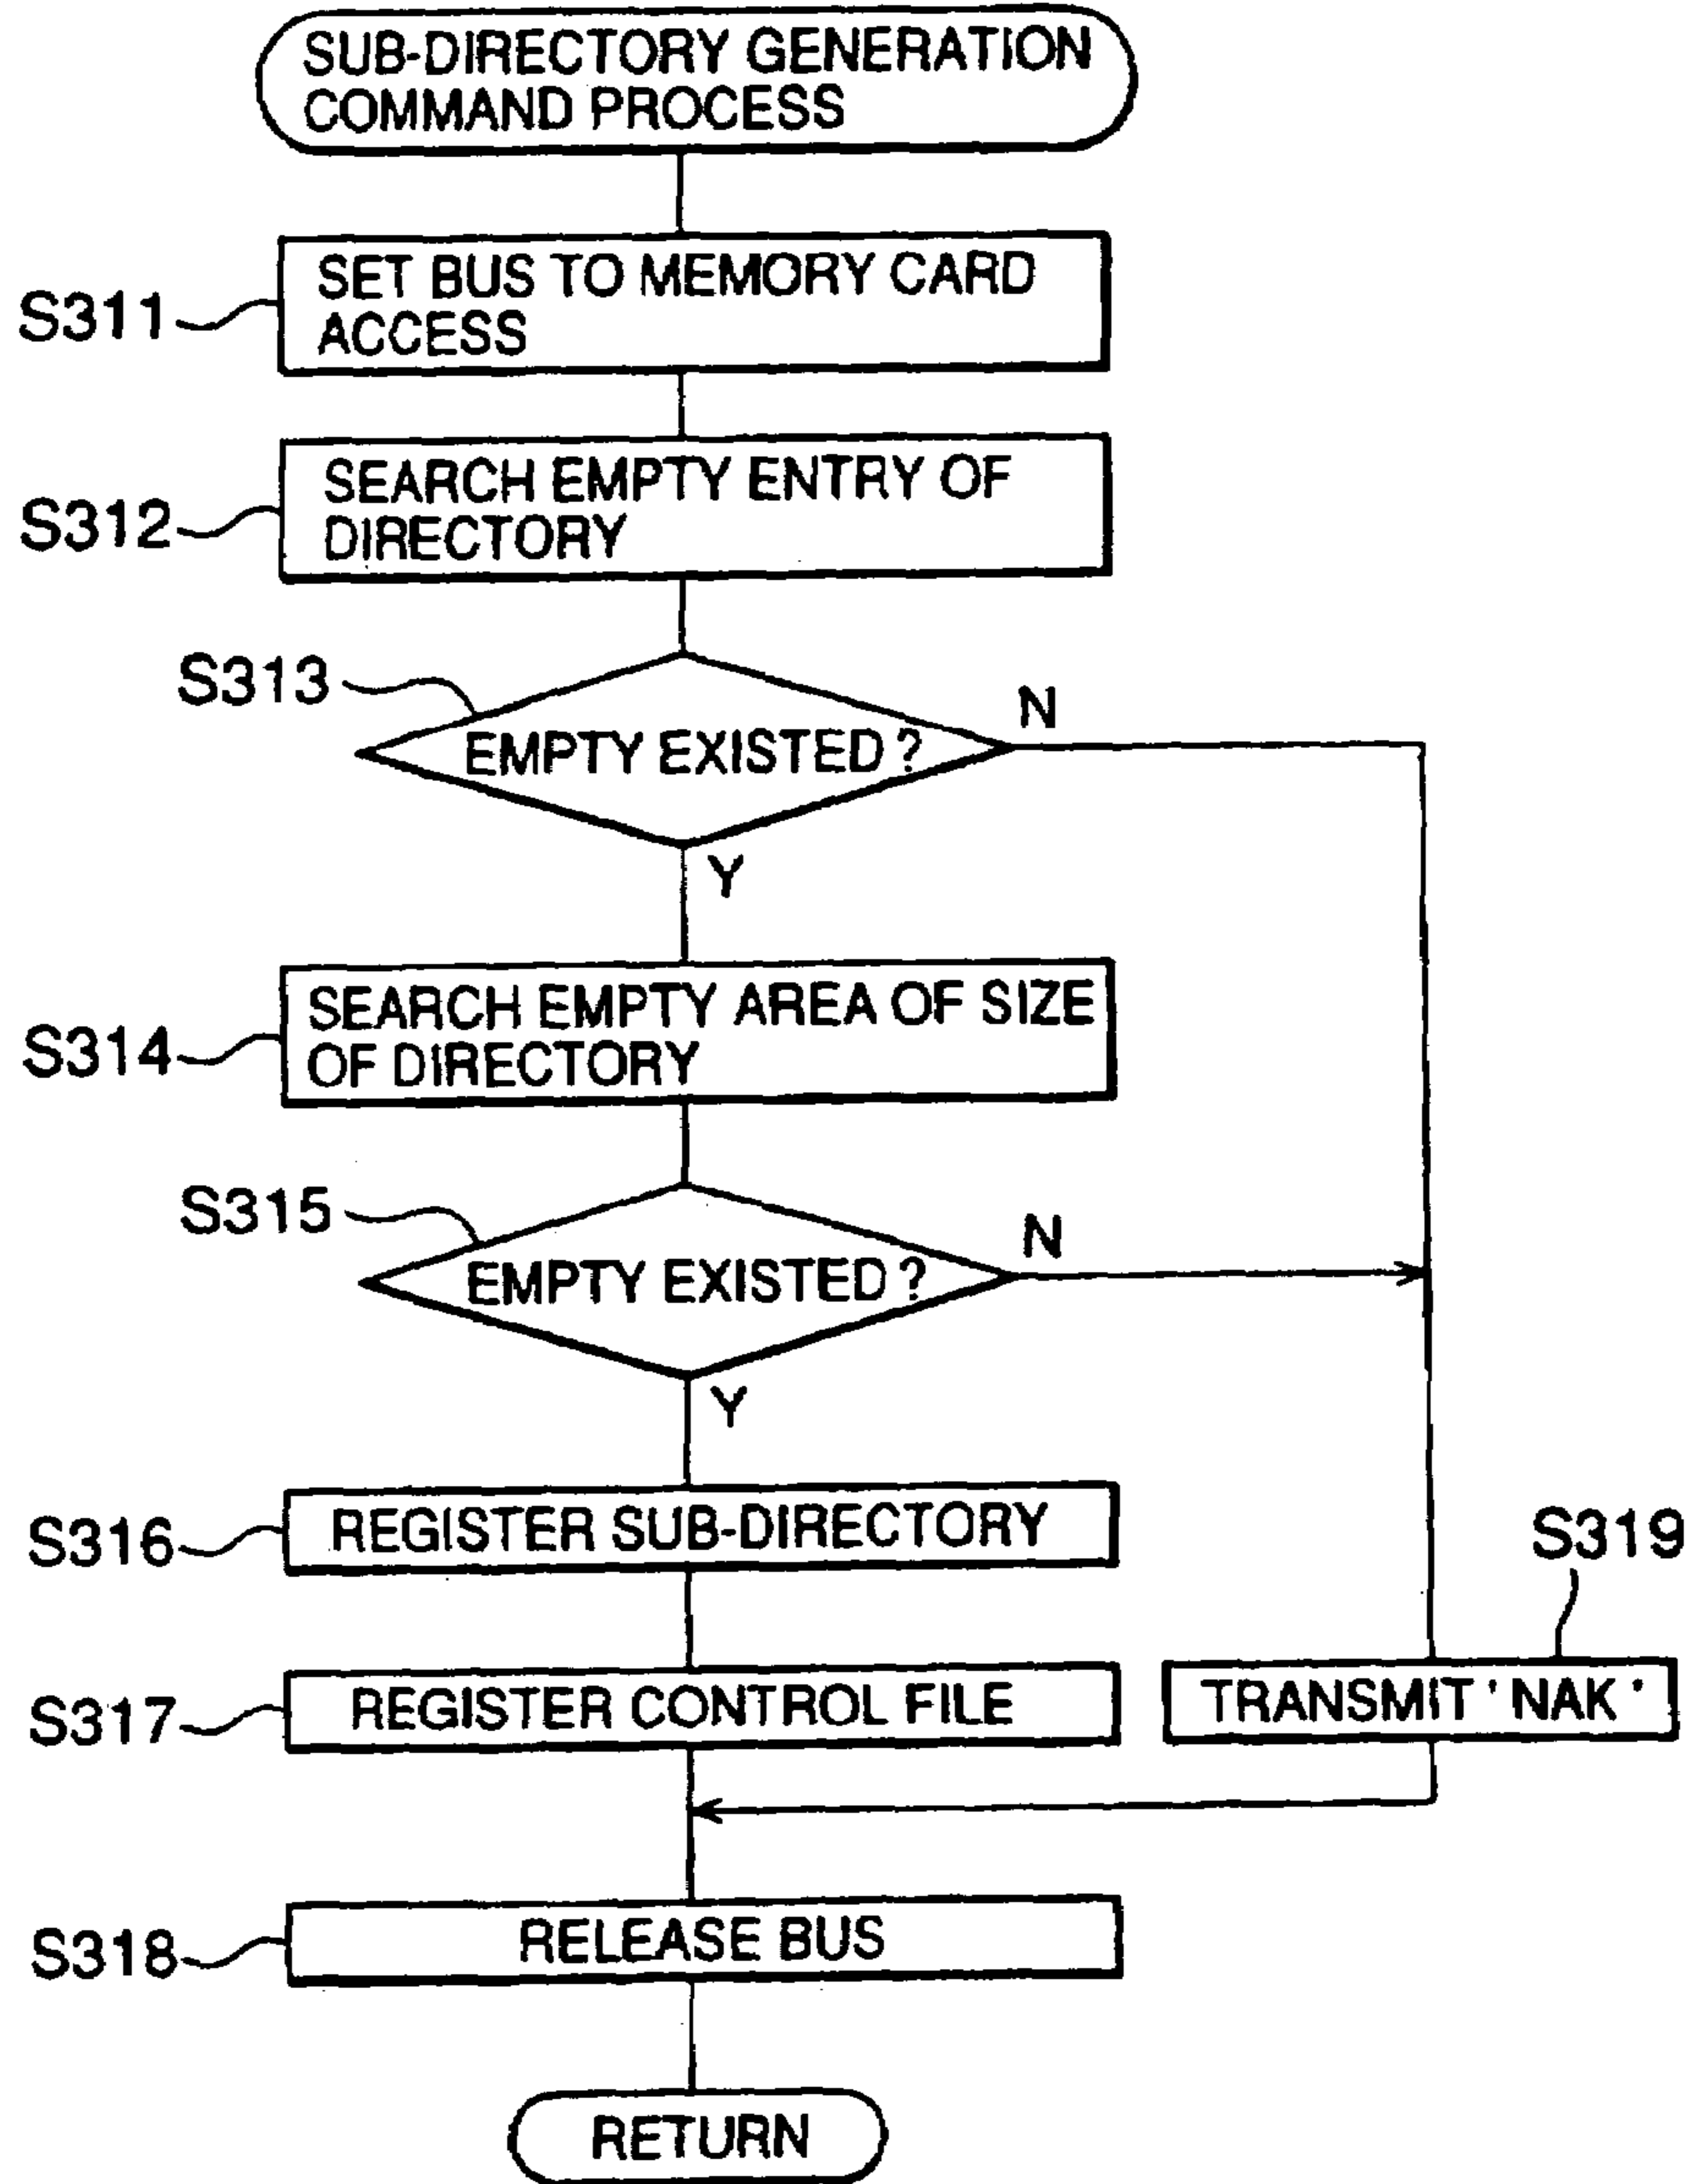 SUB-DIRECTORY GENERATION
COMMAND PROCESS
S311
SET BUS TO MEMORY CARD
ACCESS
S312
SEARCH EMPTY ENTRY OF
DIRECTORY
S313
EMPTY EXISTED?
N
Y
S314
SEARCH EMPTY AREA OF SIZE
OF DIRECTORY
S315
EMPTY EXISTED?
N
Y
S316
REGISTER SUB-DIRECTORY
S319
S317
REGISTER CONTROL FILE
TRANSMIT 'NAK'
S318
RELEASE BUS
RETURN